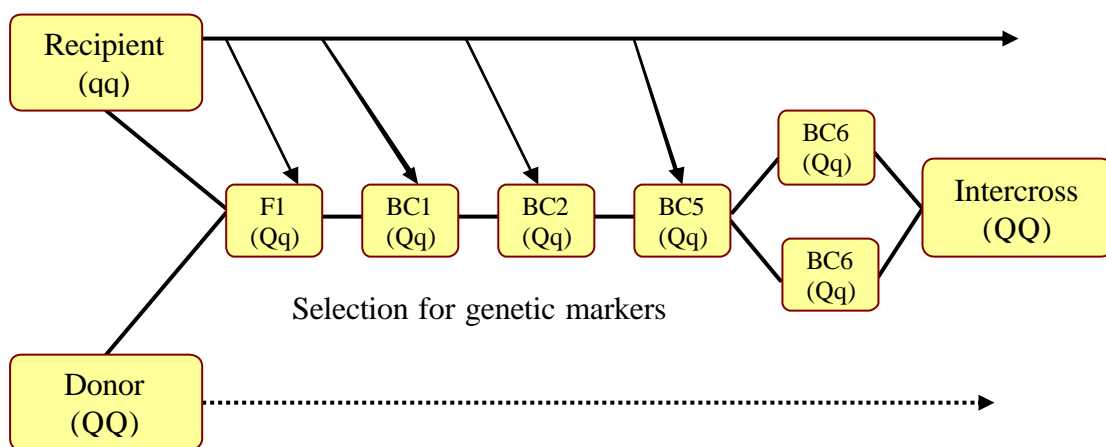 Recipient
(qq)
BC6
(Qq)
F1
(Qq)
BC1
(Qq)
BC2
(Qq)
BC5
(Qq)
Intercross
(QQ)
BC6
(Qq)
Selection for genetic markers
Donor
(QQ)